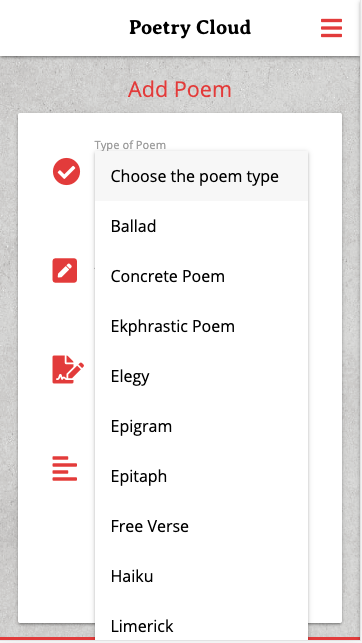 Poetry Cloud
Add Poem
Type of Poem
Choose the poem type
Ballad
Concrete Poem
Ekphrastic Poem
Elegy
Epigram
Epitaph
Free Verse
Haiku
Limerick